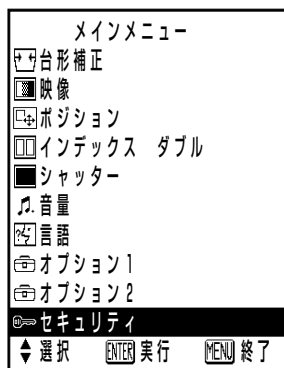 メインメニュー
台形補正
映像
ポジション
インデックス ダブル
シャッター
音量
言語
オプション1
オプション2
セキュリティ
選択 ENTER 実行 MENU 終了